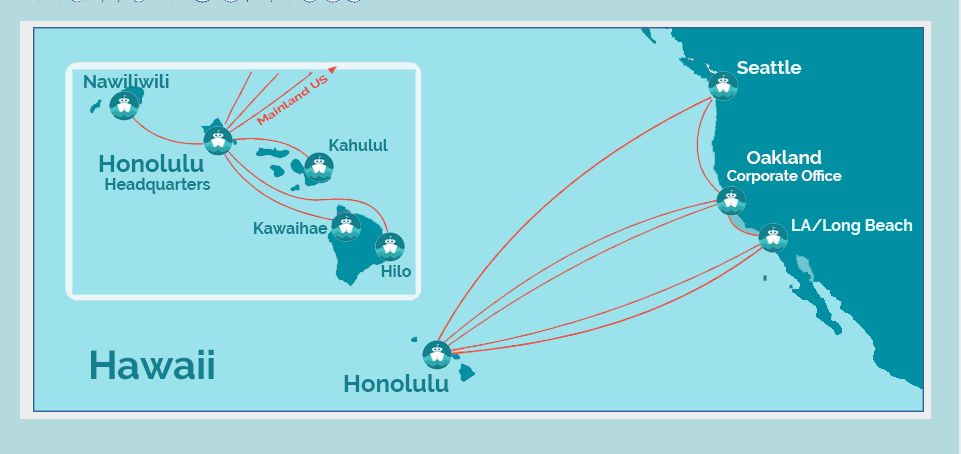 Nawiliwili
Mainland US
Honolulu
Headquarters
Kahului
Kawaihae
Hilo
Seattle
Oakland
Corporate Office
LA/Long Beach
Hawaii
Honolulu